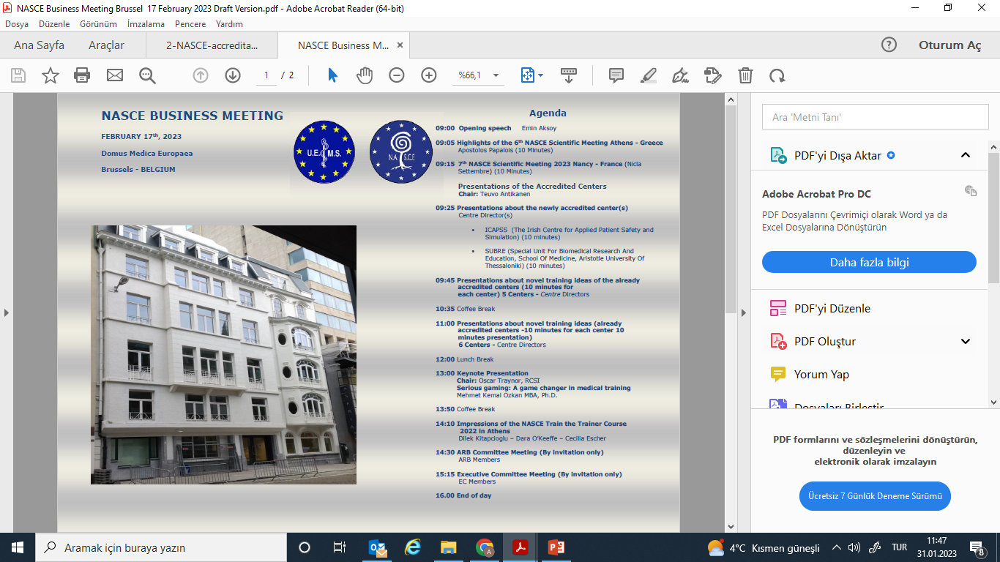 NASCE Business Meeting Brussel  17 February 2023 Draft Version.pdf - Adobe Acrobat Reader (64-bit)
Dosya Düzenle Görünüm İmzalama Pencere Yardım
Ana Sayfa Araçlar 2-NASCE-accredita... NASCE Business M... × Oturum Aç
1 / 2 %66,1
NASCE BUSINESS MEETING
FEBRUARY 17th, 2023
Domus Medica Europaea
Brussels - BELGIUM
U.E.M.S.
N.A.S.C.E
Agenda
09:00 Opening speech Emin Aksoy
09:05 Highlights of the 6th NASCE Scientific Meeting Athens - Greece
Apostolos Papalois (10 Minutes)
09:15 7th NASCE Scientific Meeting 2023 Nancy - France (Nicla
Settembre) (10 Minutes)
Presentations of the Accredited Centers
Chair: Teuvo Antikanen
09:25 Presentations about the newly accredited center(s)
Centre Director(s)
• ICAPSS (The Irish Centre for Applied Patient Safety and
Simulation) (10 minutes)
• SUBRE (Special Unit For Biomedical Research And
Education, School Of Medicine, Aristotle University Of
Thessaloniki) (10 minutes)
09:45 Presentations about novel training ideas of the already
accredited centers (10 minutes for
each center) 5 Centers - Centre Directors
10:35 Coffee Break
11:00 Presentations about novel training ideas (already
accredited centers -10 minutes for each center 10
minutes presentation)
6 Centers - Centre Directors
12:00 Lunch Break
13:00 Keynote Presentation
Chair: Oscar Traynor, RCSI
Serious gaming: A game changer in medical training
Mehmet Kemal Ozkan MBA, Ph.D.
13:50 Coffee Break
14:10 Impressions of the NASCE Train the Trainer Course
2022 in Athens
Dilek Kitapcioglu – Dara O'Keeffe – Cecilia Escher
14:30 ARB Committee Meeting (By invitation only)
ARB Members
15:15 Executive Committee Meeting (By invitation only)
EC Members
16.00 End of day
Ara 'Metni Tanı'
PDF'yi Dışa Aktar
Adobe Acrobat Pro DC
PDF Dosyalarını Çevrimiçi olarak Word ya da
Excel Dosyalarına Dönüştürün
Daha fazla bilgi
PDF'yi Düzenle
PDF Oluştur
Yorum Yap
Dosyaları Birleştir
PDF formlarını ve sözleşmelerini dönüştürün,
düzenleyin ve
elektronik olarak imzalayın
Ücretsiz 7 Günlük Deneme Sürümü
Aramak için buraya yazın
4°C Kısmen güneşli
TUR
11:47
31.01.2023
8